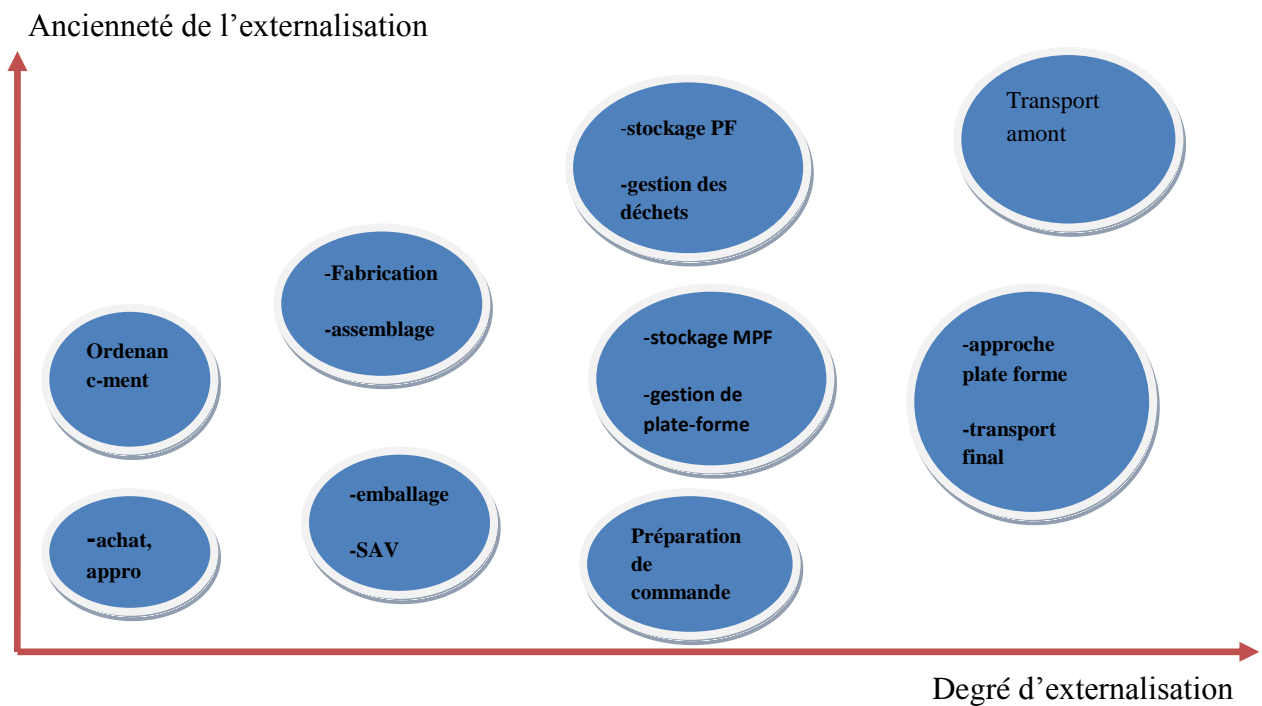 Ancienneté de l’externalisation
-stockage PF
-gestion des
déchets
Transport
amont
-Fabrication
-assemblage
Ordenan
c-ment
-stockage MPF
-gestion de
plate-forme
-approche
plate forme
-transport
final
-achat,
appro
-emballage
-SAV
Préparation
de
commande
Degré d’externalisation